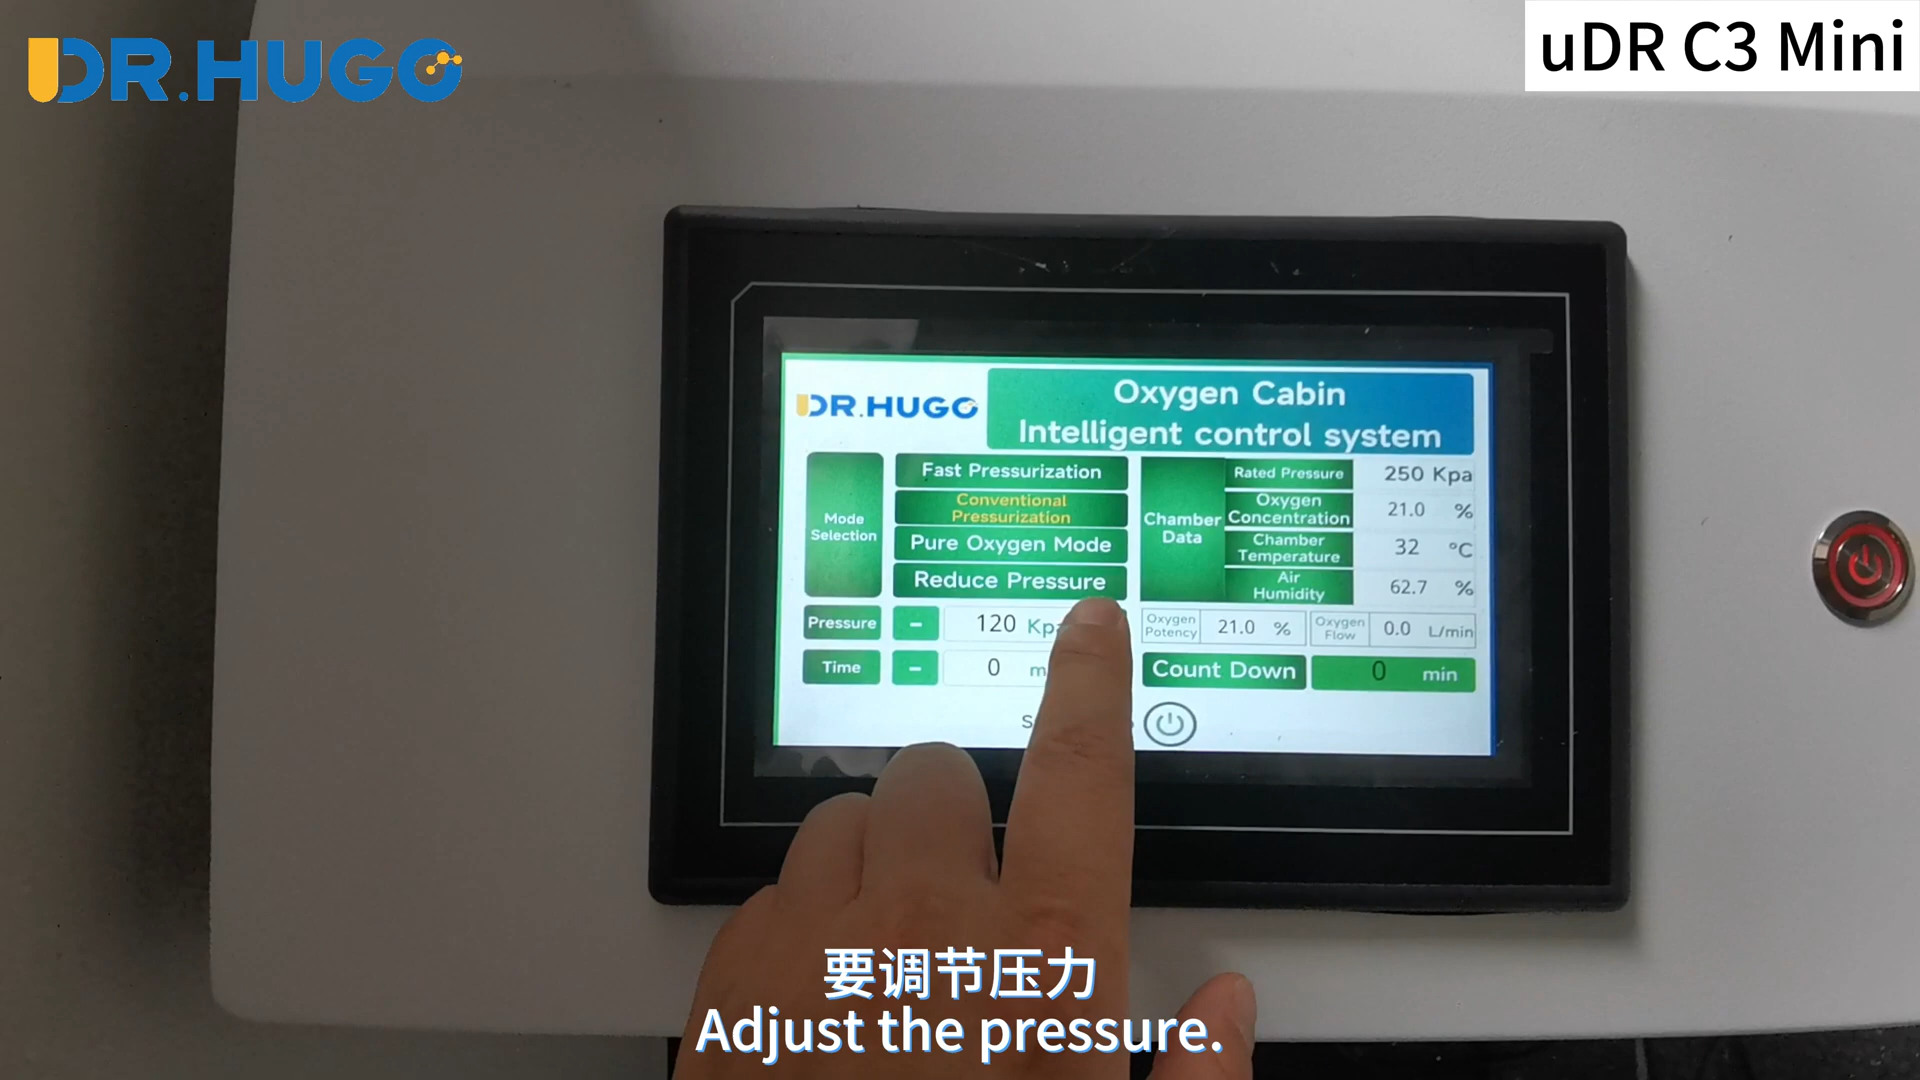 UDR.HUGO
uDR C3 Mini
UDR.HUGO
Oxygen Cabin
Intelligent control system
Mode
Selection
Fast Pressurization
Conventional
Pressurization
Pure Oxygen Mode
Reduce Pressure
Chamber
Data
Rated Pressure
250 Kpa
Oxygen
Concentration
21.0 %
Chamber
Temperature
32 °C
Air
Humidity
62.7 %
Pressure
- 120
Oxygen
Potency
21.0 %
Oxygen
Flow
0.0 L/min
Time
- 0
Count Down
0 min
要调节压力
Adjust the pressure.